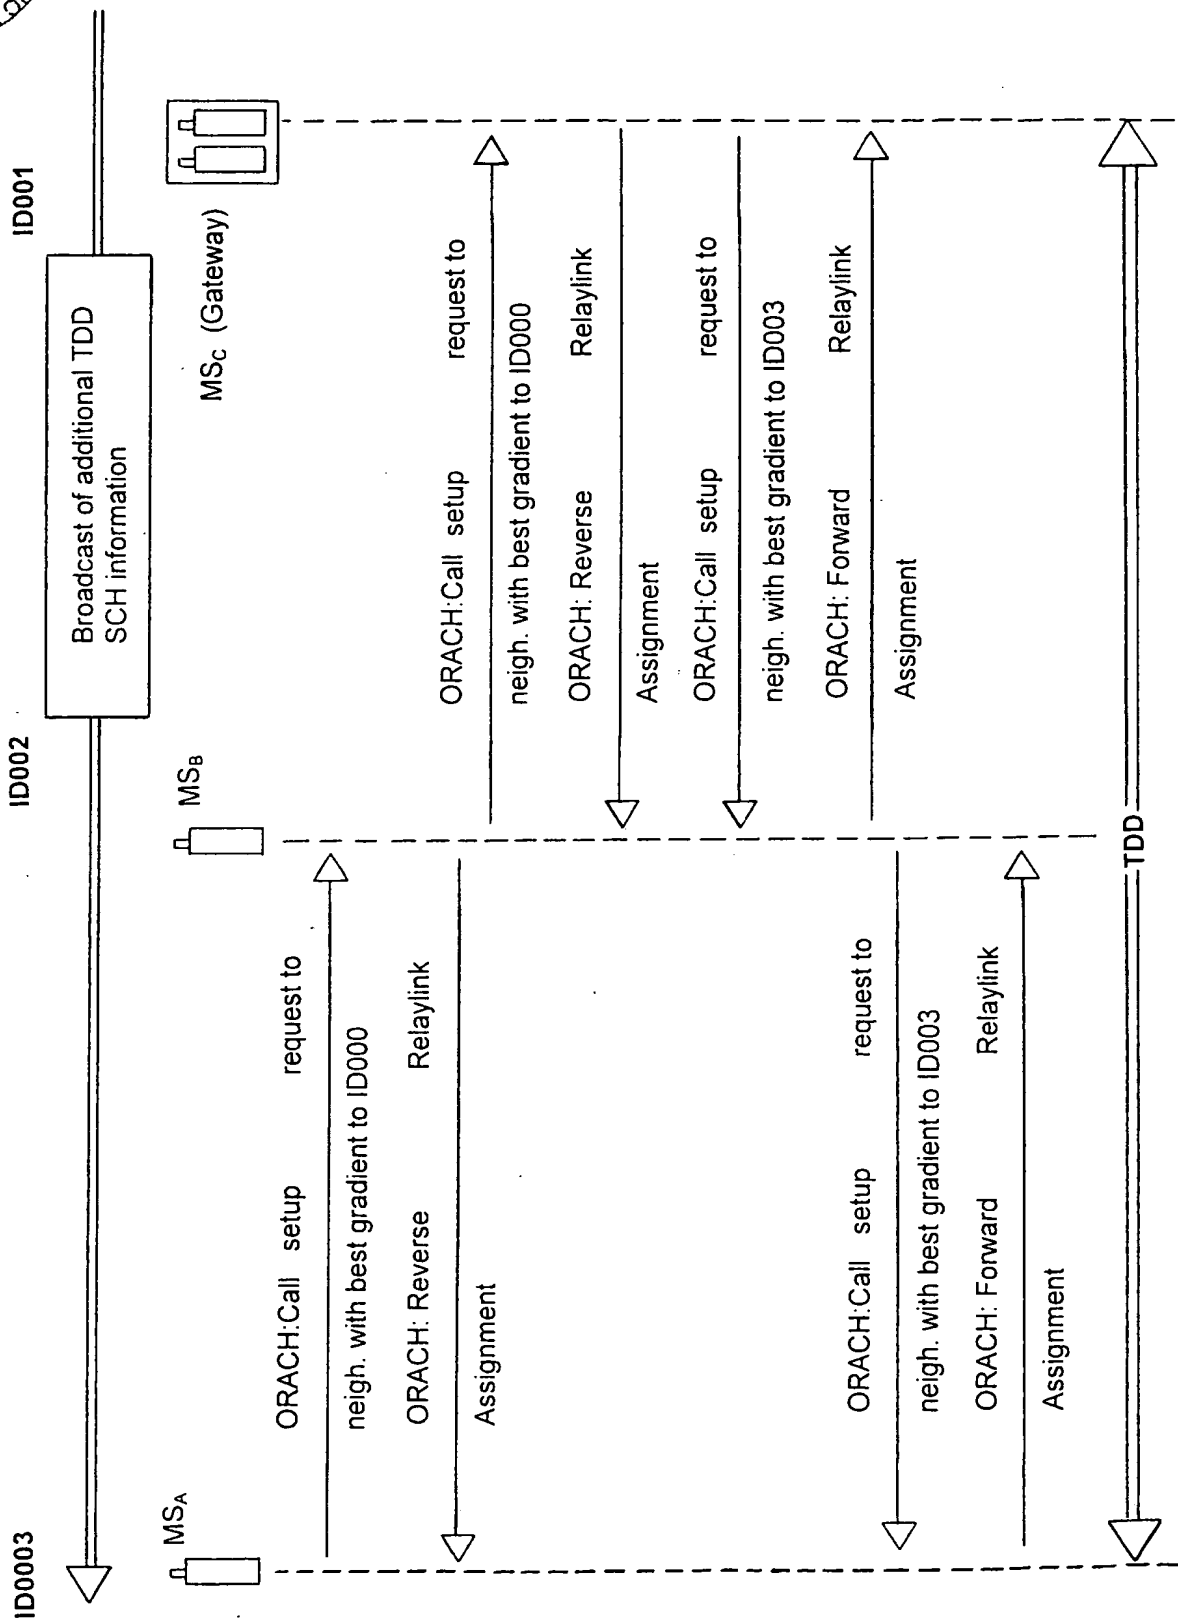 ID0003
ID002
ID001
Broadcast of additional TDD
SCH information
MSA
MSB
MSC (Gateway)
ORACH:Call setup request to
neigh. with best gradient to ID000
ORACH: Reverse Relaylink
Assignment
ORACH:Call setup request to
neigh. with best gradient to ID000
ORACH: Reverse Relaylink
Assignment
ORACH:Call setup request to
neigh. with best gradient to ID003
ORACH: Forward Relaylink
Assignment
ORACH:Call setup request to
neigh. with best gradient to ID003
ORACH: Forward Relaylink
Assignment
TDD